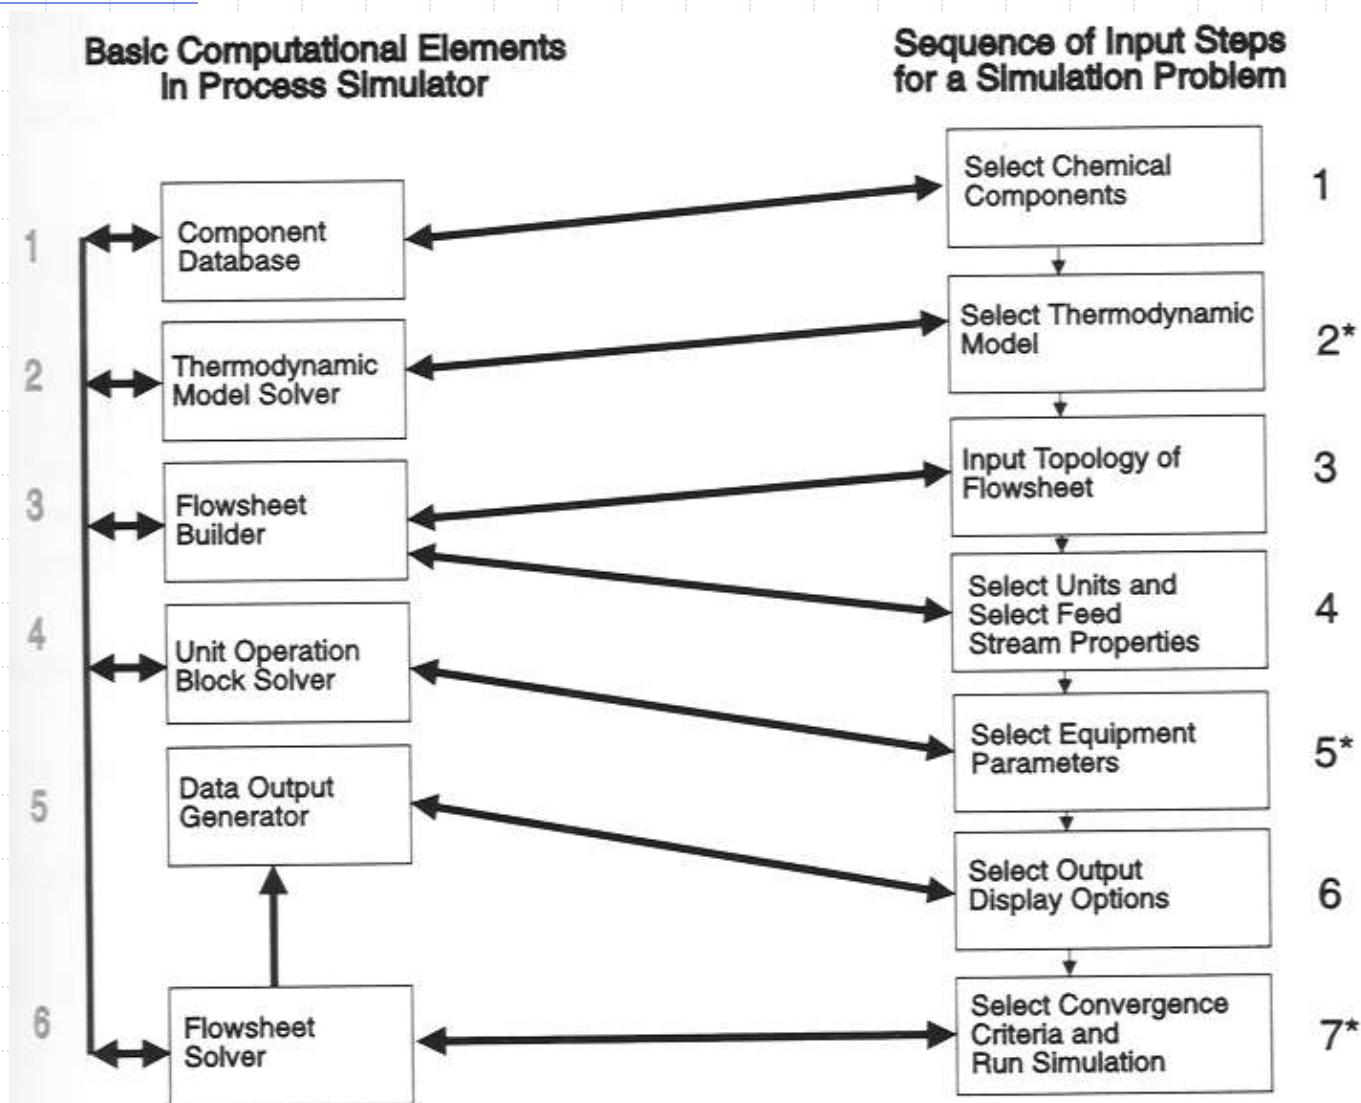 Basic Computational Elements
in Process Simulator
Sequence of Input Steps
for a Simulation Problem
1
Component
Database
2
Thermodynamic
Model Solver
3
Flowsheet
Builder
4
Unit Operation
Block Solver
5
Data Output
Generator
6
Flowsheet
Solver
Select Chemical
Components
1
Select Thermodynamic
Model
2*
Input Topology of
Flowsheet
3
Select Units and
Select Feed
Stream Properties
4
Select Equipment
Parameters
5*
Select Output
Display Options
6
Select Convergence
Criteria and
Run Simulation
7*